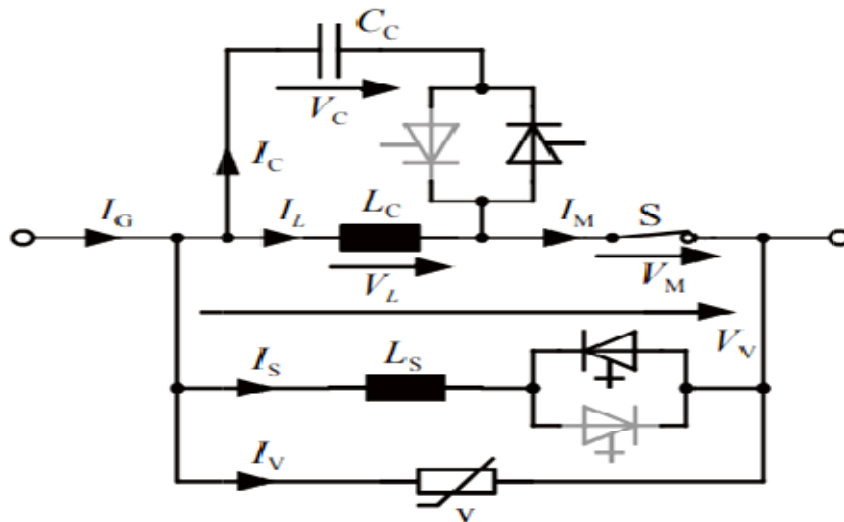 C_C
V_C
I_C
I_G I_L L_C I_M S
V_L V_M
V_V
I_S L_S
I_V
V